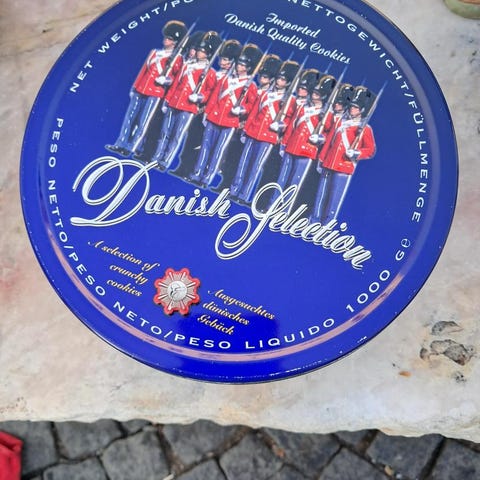 NET WEIGHT/PO
NETTOGEWICHT/FÜLLMENGE
1000 G e
PESO NETTO/PESO NETO/PESO LIQUIDO
Imported
Danish Quality Cookies
Danish Selection
A selection of
crunchy
cookies
Ausgesuchtes
dänisches
Gebäck